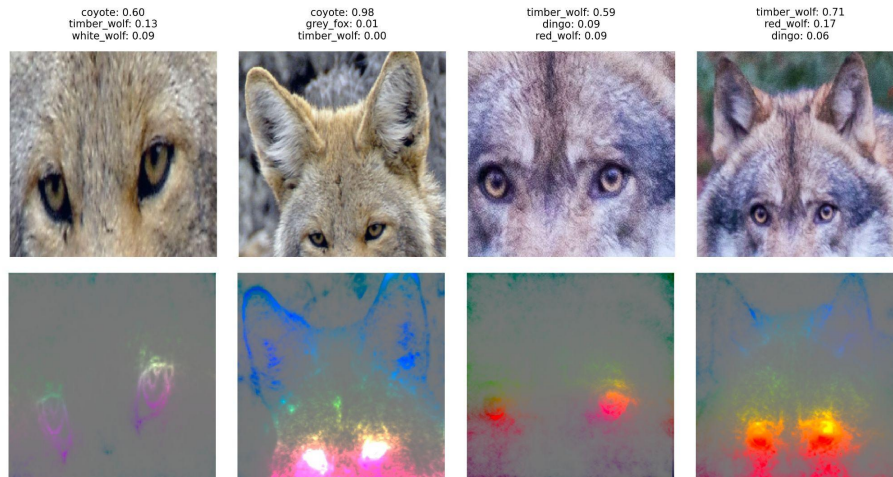 coyote: 0.60
timber_wolf: 0.13
white_wolf: 0.09
coyote: 0.98
grey_fox: 0.01
timber_wolf: 0.00
timber_wolf: 0.59
dingo: 0.09
red_wolf: 0.09
timber_wolf: 0.71
red_wolf: 0.17
dingo: 0.06